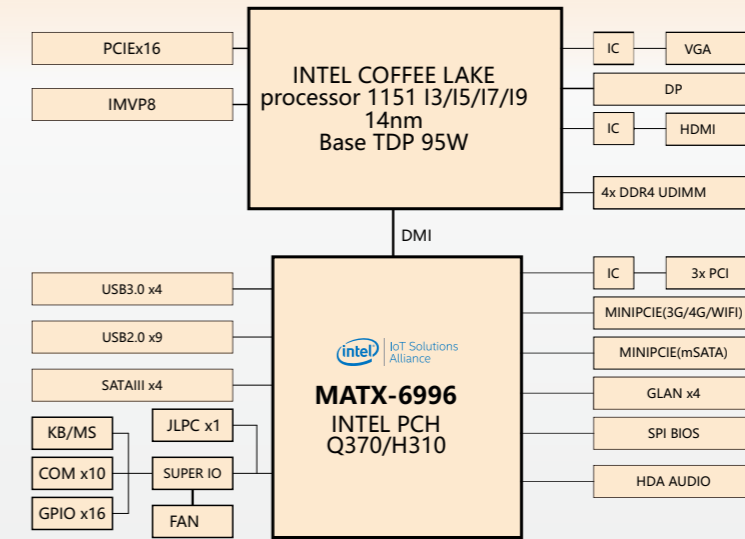 PCIEx16
IMVP8
INTEL COFFEE LAKE
processor 1151 I3/I5/I7/I9
14nm
Base TDP 95W
IC
VGA
DP
IC
HDMI
4x DDR4 UDIMM
DMI
USB3.0 x4
USB2.0 x9
SATAIII x4
KB/MS
JLPC x1
COM x10
SUPER IO
GPIO x16
FAN
intel IoT Solutions
Alliance
MATX-6996
INTEL PCH
Q370/H310
IC
3x PCI
MINIPCIE(3G/4G/WIFI)
MINIPCIE(mSATA)
GLAN x4
SPI BIOS
HDA AUDIO